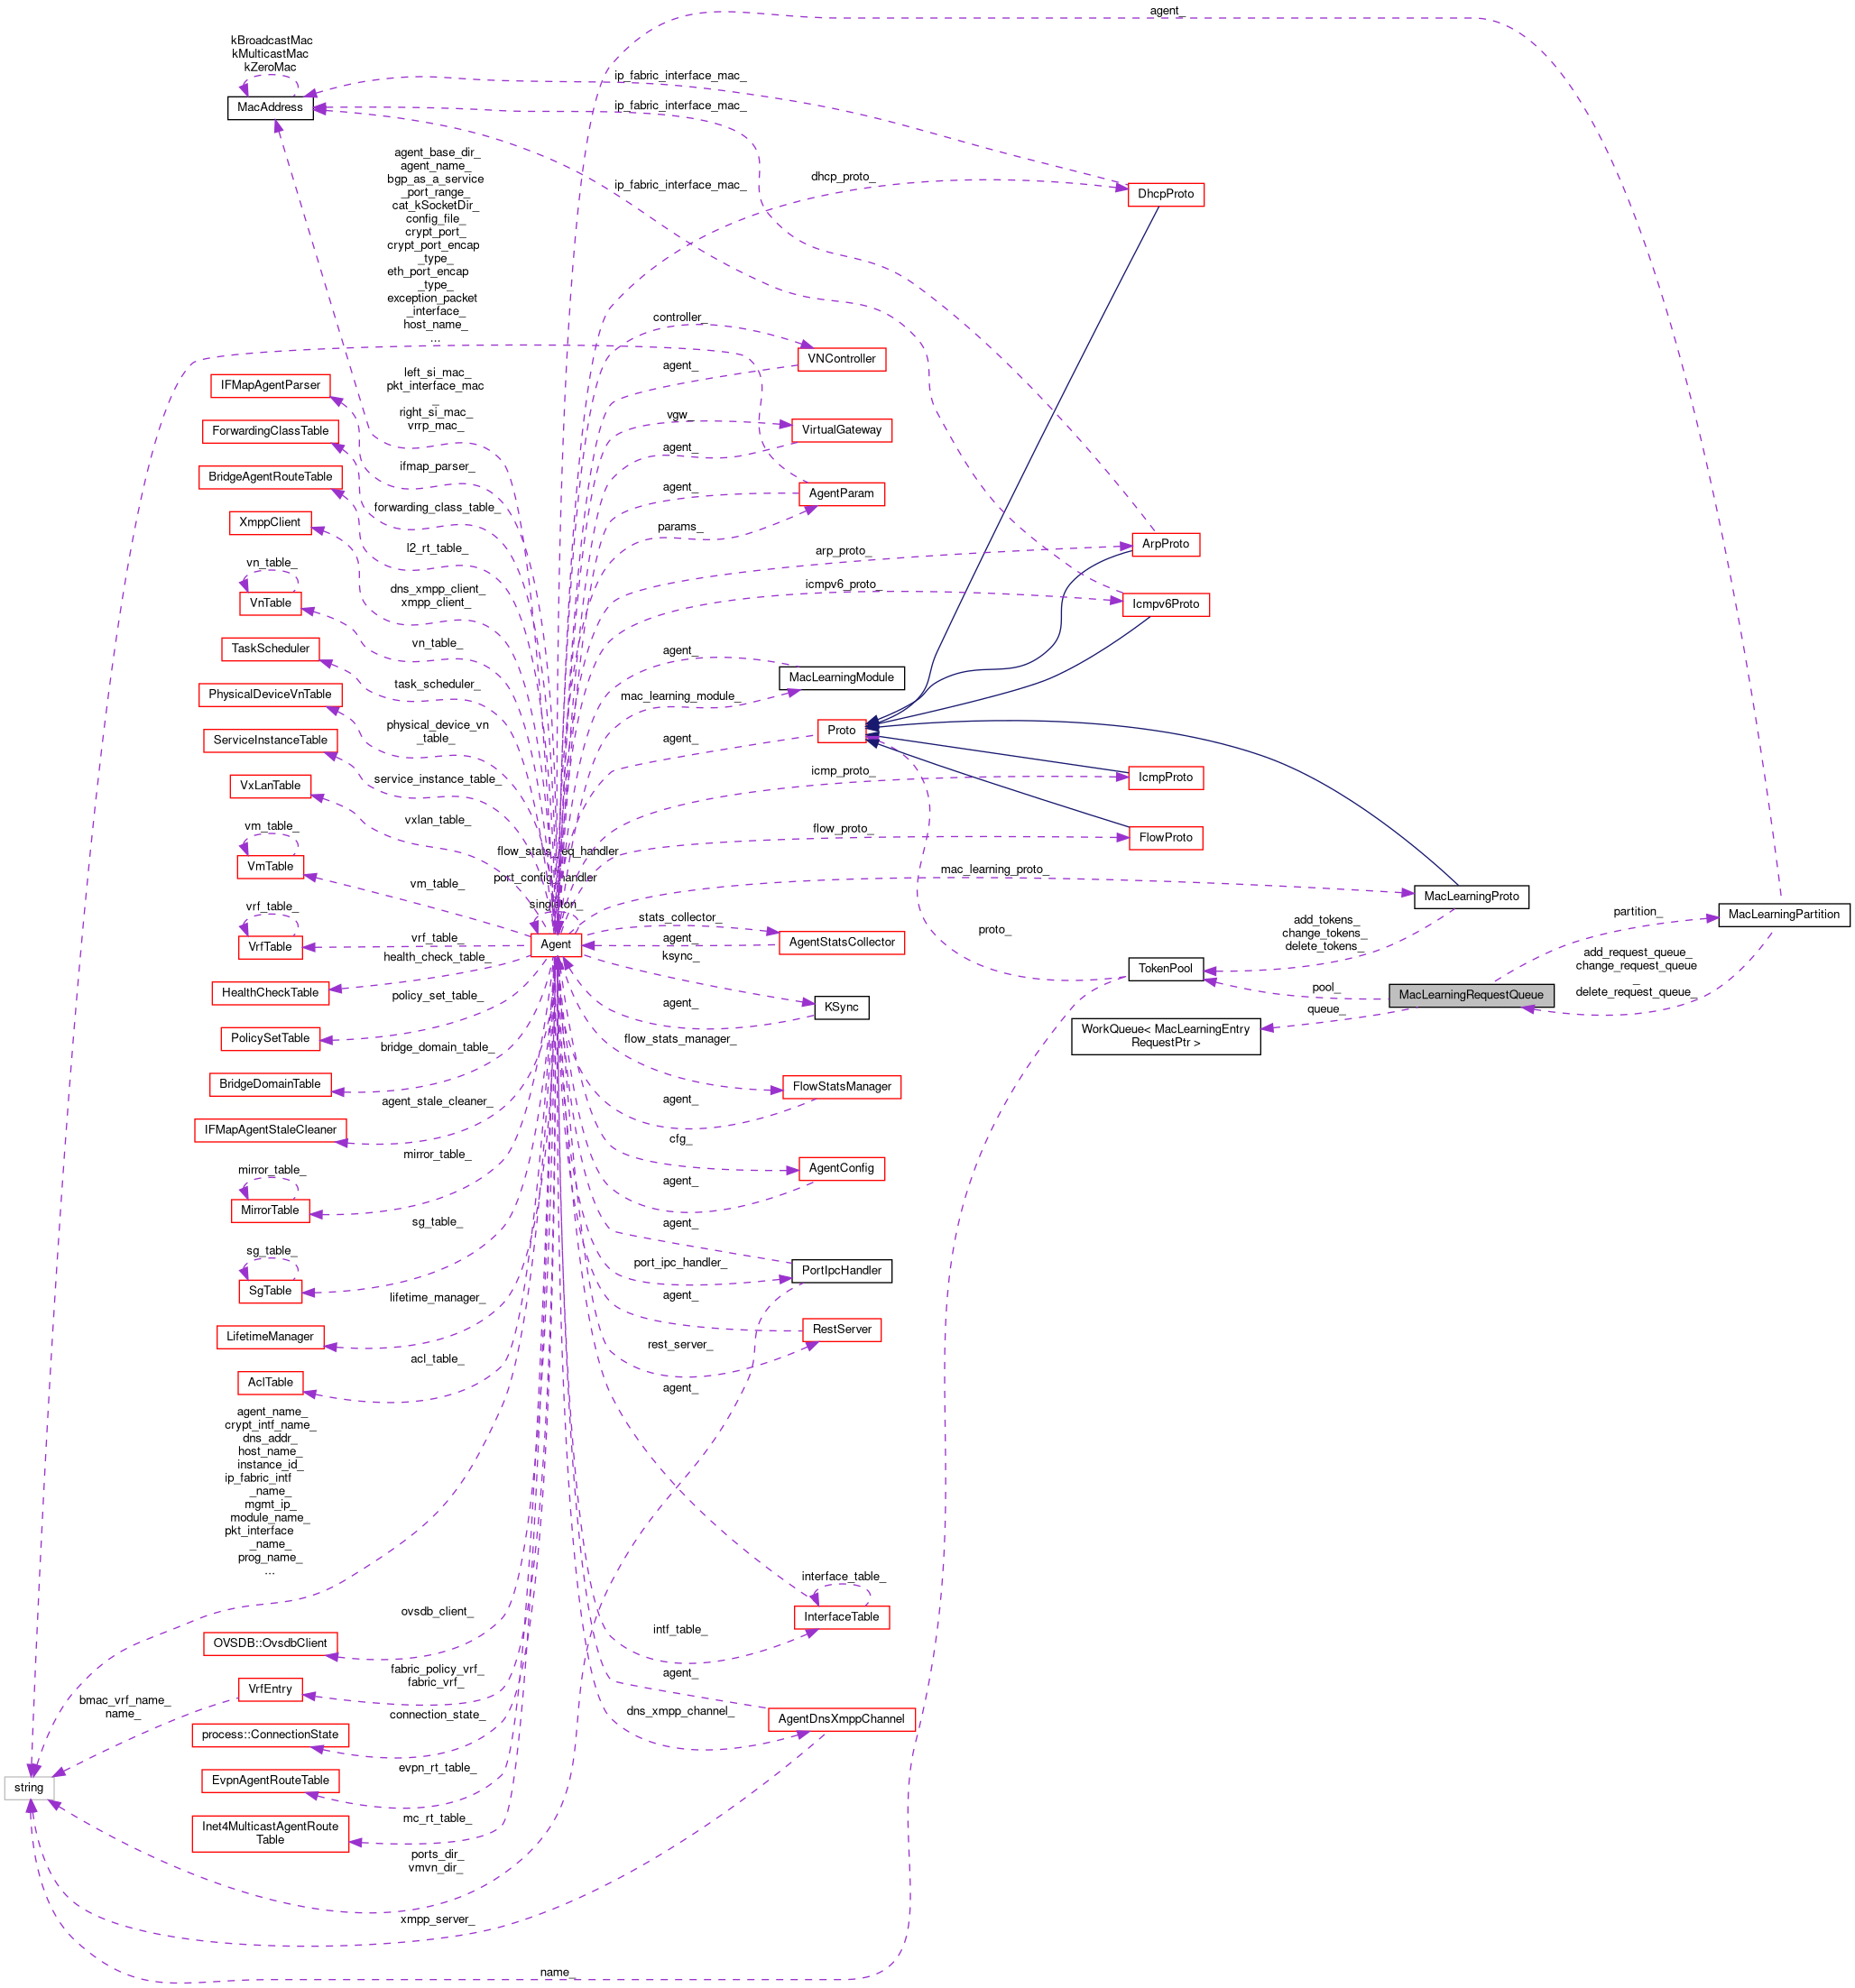 agent_
kBroadcastMac
kMulticastMac
kZeroMac
MacAddress
ip_fabric_interface_mac_
ip_fabric_interface_mac_
ip_fabric_interface_mac_
agent_base_dir_
agent_name_
bgp_as_a_service
_port_range_
cat_kSocketDir_
config_file_
crypt_port_
crypt_port_encap
_type_
eth_port_encap
_type_
exception_packet
_interface_
host_name_
...
dhcp_proto_
DhcpProto
controller_
VNController
agent_
IFMapAgentParser
left_si_mac_
pkt_interface_mac
_
right_si_mac_
vrrp_mac_
ForwardingClassTable
vgw_
VirtualGateway
agent_
BridgeAgentRouteTable
ifmap_parser_
agent_
AgentParam
XmppClient
forwarding_class_table_
params_
l2_rt_table_
arp_proto_
ArpProto
vn_table_
VnTable
dns_xmpp_client_
xmpp_client_
icmpv6_proto_
Icmpv6Proto
TaskScheduler
vn_table_
agent_
MacLearningModule
PhysicalDeviceVnTable
task_scheduler_
mac_learning_module_
ServiceInstanceTable
physical_device_vn
_table_
agent_
Proto
VxLanTable
service_instance_table_
icmp_proto_
IcmpProto
vm_table_
VmTable
vxlan_table_
flow_proto_
FlowProto
flow_stats_req_handler
port_config_handler
singleton_
vm_table_
mac_learning_proto_
MacLearningProto
vrf_table_
VrfTable
vrf_table_
Agent
stats_collector_
AgentStatsCollector
agent_
proto_
add_tokens_
change_tokens_
delete_tokens_
partition_
MacLearningPartition
health_check_table_
HealthCheckTable
ksync_
KSync
TokenPool
pool_
MacLearningRequestQueue
add_request_queue_
change_request_queue
_
delete_request_queue_
policy_set_table_
PolicySetTable
agent_
queue_
WorkQueue< MacLearningEntry
RequestPtr >
bridge_domain_table_
BridgeDomainTable
flow_stats_manager_
FlowStatsManager
agent_
agent_stale_cleaner_
IFMapAgentStaleCleaner
cfg_
AgentConfig
agent_
mirror_table_
mirror_table_
MirrorTable
sg_table_
agent_
sg_table_
SgTable
port_ipc_handler_
PortIpcHandler
lifetime_manager_
LifetimeManager
agent_
RestServer
rest_server_
acl_table_
AclTable
agent_
agent_name_
crypt_intf_name_
dns_addr_
host_name_
instance_id_
ip_fabric_intf
_name_
mgmt_ip_
module_name_
pkt_interface
_name_
prog_name_
...
interface_table_
InterfaceTable
ovsdb_client_
OVSDB::OvsdbClient
intf_table_
fabric_policy_vrf_
fabric_vrf_
VrfEntry
bmac_vrf_name_
name_
agent_
connection_state_
process::ConnectionState
dns_xmpp_channel_
AgentDnsXmppChannel
evpn_rt_table_
EvpnAgentRouteTable
string
mc_rt_table_
Inet4MulticastAgentRoute
Table
ports_dir_
vmvn_dir_
xmpp_server_
name_